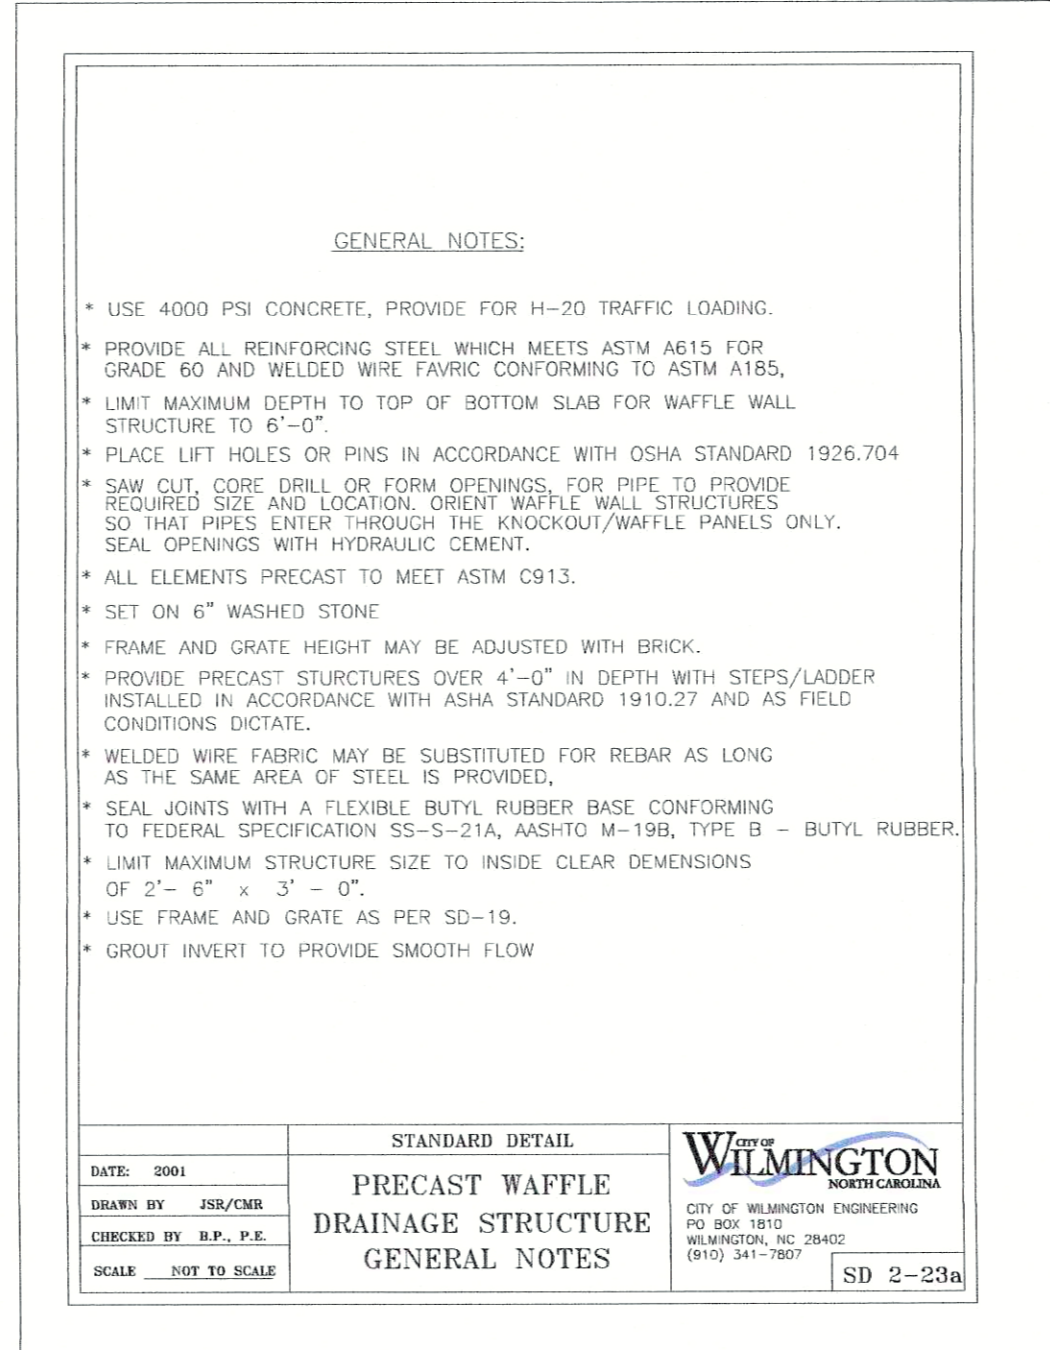 GENERAL NOTES:
* USE 4000 PSI CONCRETE, PROVIDE FOR H-20 TRAFFIC LOADING.
* PROVIDE ALL REINFORCING STEEL WHICH MEETS ASTM A615 FOR
GRADE 60 AND WELDED WIRE FAVRIC CONFORMING TO ASTM A185,
* LIMIT MAXIMUM DEPTH TO TOP OF BOTTOM SLAB FOR WAFFLE WALL
STRUCTURE TO 6'-0".
* PLACE LIFT HOLES OR PINS IN ACCORDANCE WITH OSHA STANDARD 1926.704
* SAW CUT, CORE DRILL OR FORM OPENINGS, FOR PIPE TO PROVIDE
REQUIRED SIZE AND LOCATION. ORIENT WAFFLE WALL STRUCTURES
SO THAT PIPES ENTER THROUGH THE KNOCKOUT/WAFFLE PANELS ONLY.
SEAL OPENINGS WITH HYDRAULIC CEMENT.
* ALL ELEMENTS PRECAST TO MEET ASTM C913.
* SET ON 6" WASHED STONE
* FRAME AND GRATE HEIGHT MAY BE ADJUSTED WITH BRICK.
* PROVIDE PRECAST STURCTURES OVER 4'-0" IN DEPTH WITH STEPS/LADDER
INSTALLED IN ACCORDANCE WITH ASHA STANDARD 1910.27 AND AS FIELD
CONDITIONS DICTATE.
* WELDED WIRE FABRIC MAY BE SUBSTITUTED FOR REBAR AS LONG
AS THE SAME AREA OF STEEL IS PROVIDED,
* SEAL JOINTS WITH A FLEXIBLE BUTYL RUBBER BASE CONFORMING
TO FEDERAL SPECIFICATION SS-S-21A, AASHTO M-19B, TYPE B - BUTYL RUBBER.
* LIMIT MAXIMUM STRUCTURE SIZE TO INSIDE CLEAR DEMENSIONS
OF 2'- 6" x 3' - 0".
* USE FRAME AND GRATE AS PER SD-19.
* GROUT INVERT TO PROVIDE SMOOTH FLOW
DATE: 2001
DRAWN BY JSR/CMR
CHECKED BY B.P., P.E.
SCALE NOT TO SCALE
STANDARD DETAIL
PRECAST WAFFLE
DRAINAGE STRUCTURE
GENERAL NOTES
CITY OF
WILMINGTON
NORTH CAROLINA
CITY OF WILMINGTON ENGINEERING
PO BOX 1810
WILMINGTON, NC 28402
(910) 341-7807
SD 2-23a